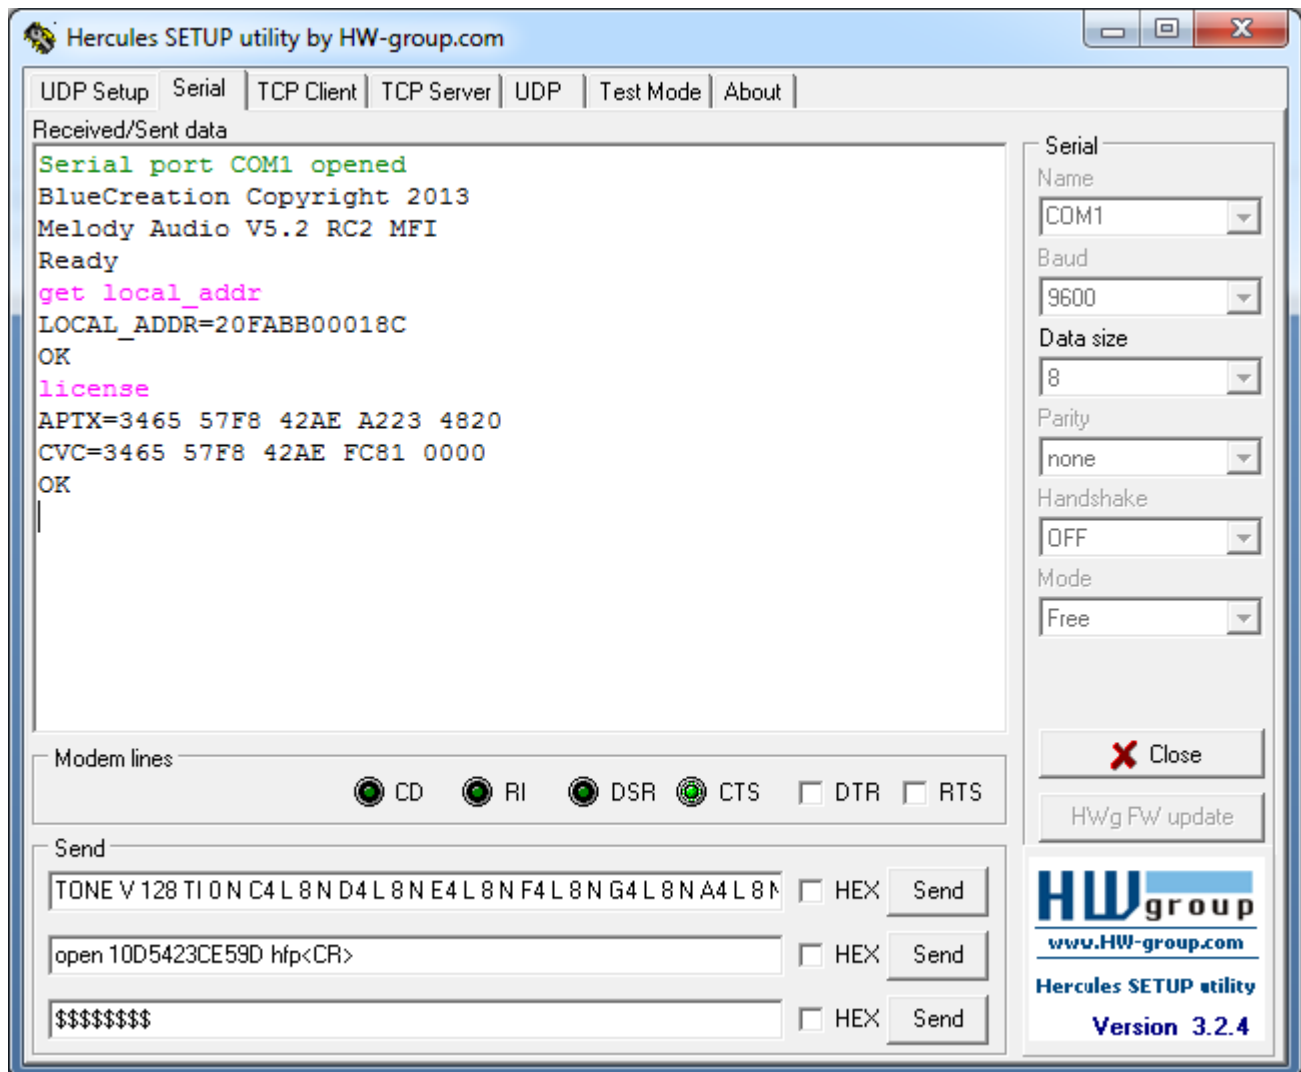 Hercules SETUP utility by HW-group.com
UDP Setup Serial TCP Client TCP Server UDP Test Mode About
Received/Sent data
Serial port COM1 opened
BlueCreation Copyright 2013
Melody Audio V5.2 RC2 MFI
Ready
get local_addr
LOCAL_ADDR=20FABB00018C
OK
license
APTX=3465 57F8 42AE A223 4820
CVC=3465 57F8 42AE FC81 0000
OK
Serial
Name
COM1
Baud
9600
Data size
8
Parity
none
Handshake
OFF
Mode
Free
Close
HWg FW update
Modem lines
CD RI DSR CTS DTR RTS
Send
TONE V 128 TI 0 N C4 L 8 N D4 L 8 N E4 L 8 N F4 L 8 N G4 L 8 N A4 L 8 N HEX Send
open 10D5423CE59D hfp<CR> HEX Send
$$$$$$$$ HEX Send
HW group
www.HW-group.com
Hercules SETUP utility
Version 3.2.4